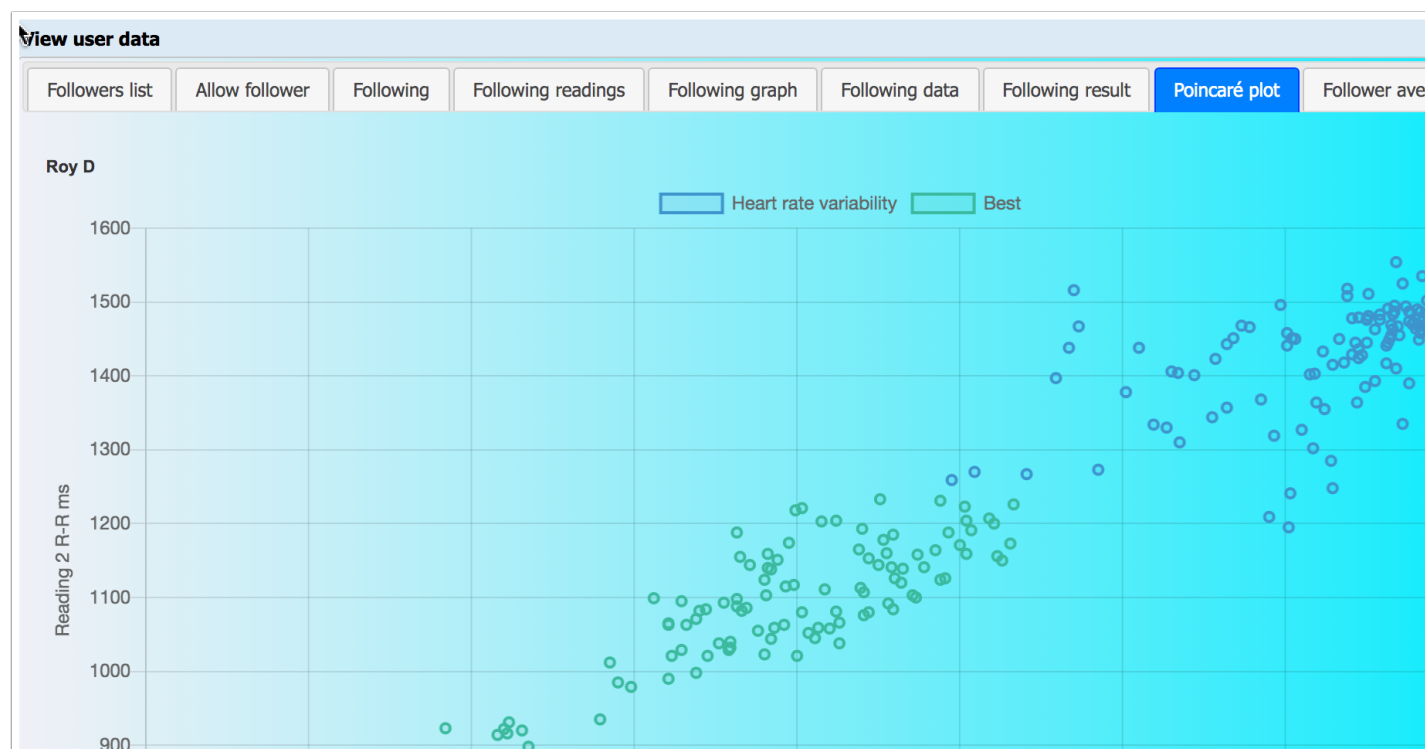 View user data
Followers list Allow follower Following Following readings Following graph Following data Following result Poincaré plot Follower ave
Roy D
Heart rate variability Best
1600
1500
1400
1300
1200
1100
1000
900
Reading 2 R-R ms